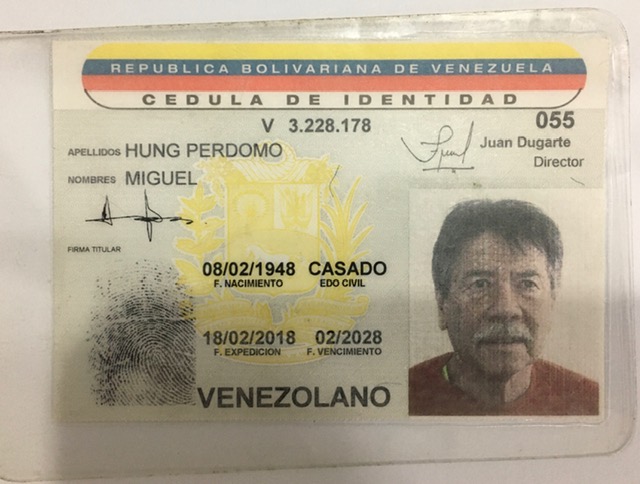 REPUBLICA BOLIVARIANA DE VENEZUELA
CEDULA DE IDENTIDAD
V 3.228.178
055
APELLIDOS HUNG PERDOMO
Juan Dugarte
Director
NOMBRES MIGUEL
FIRMA TITULAR
08/02/1948 CASADO
F. NACIMIENTO EDO CIVIL
18/02/2018 02/2028
F. EXPEDICION F. VENCIMIENTO
VENEZOLANO